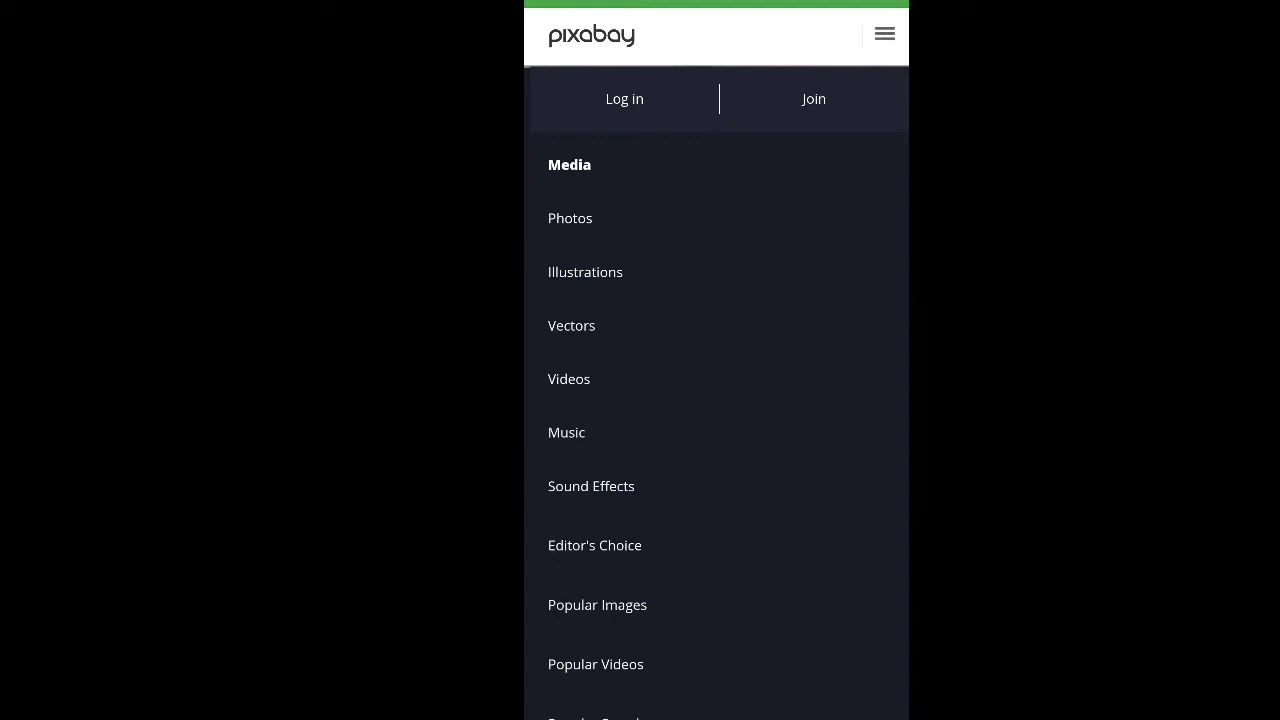 pixabay
Log in
Join
Media
Photos
Illustrations
Vectors
Videos
Music
Sound Effects
Editor's Choice
Popular Images
Popular Videos